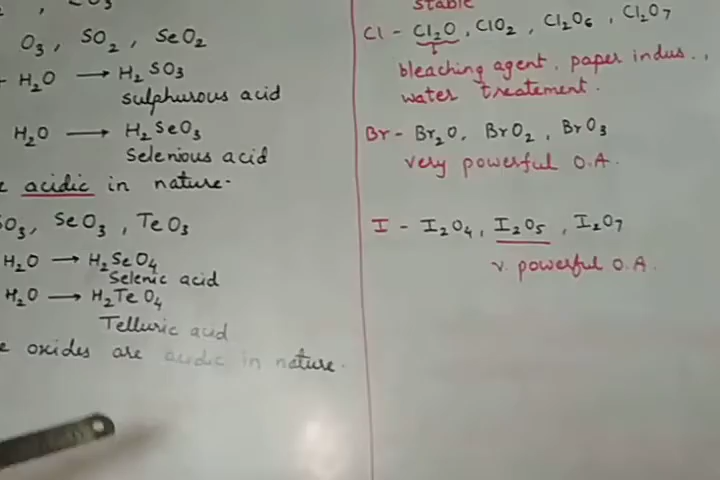 O₃, SO₂, SeO₂
H₂O → H₂SO₃
sulphurous acid
H₂O → H₂SeO₃
Selenious acid
acidic in nature.
SeO₃, TeO₃
H₂O → H₂SeO₄
Selenic acid
H₂O → H₂TeO₄
Telluric acid
oxides are acidic in nature.
stable
Cl - Cl₂O, ClO₂, Cl₂O₆, Cl₂O₇
bleaching agent, paper indus.,
water treatement.
Br - Br₂O, BrO₂, BrO₃
very powerful O.A.
I - I₂O₄, I₂O₅, I₂O₇
v. powerful O.A.